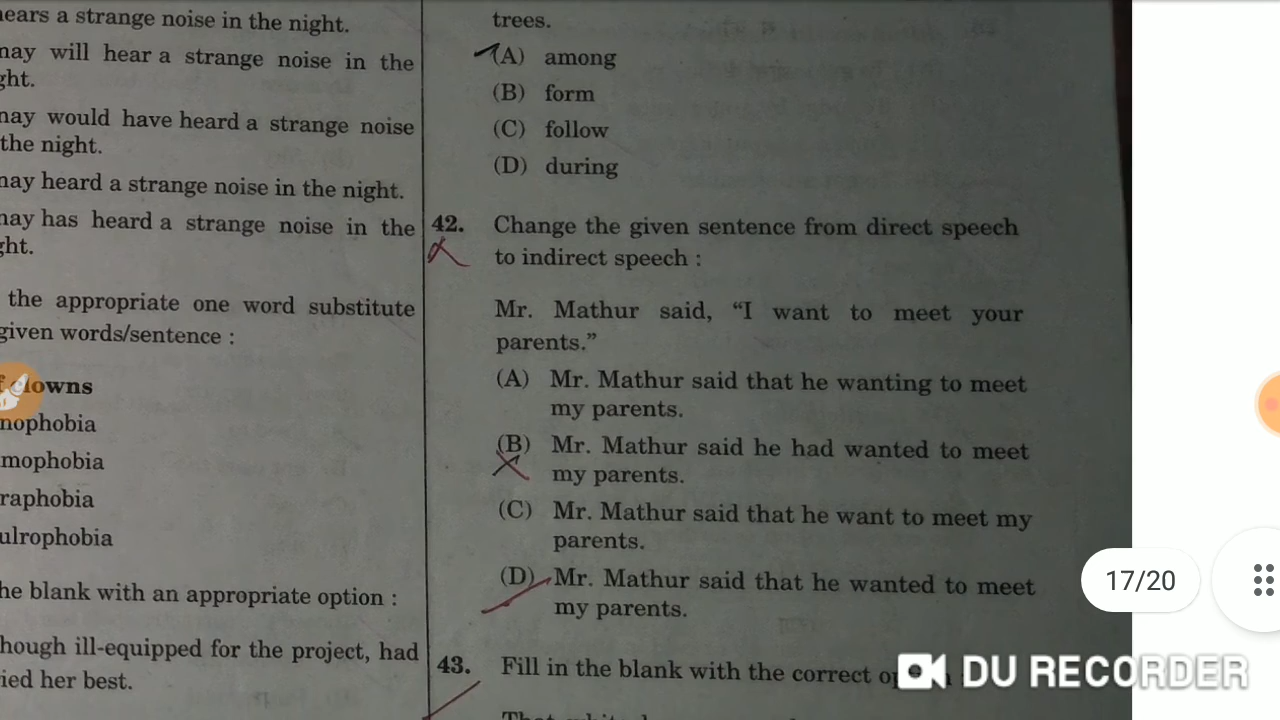 ears a strange noise in the night.
may will hear a strange noise in the
ght.
may would have heard a strange noise
the night.
may heard a strange noise in the night.
may has heard a strange noise in the
ght.
the appropriate one word substitute
given words/sentence :
clowns
nophobia
mophobia
raphobia
ulrophobia
he blank with an appropriate option :
hough ill-equipped for the project, had
ied her best.
trees.
(A) among
(B) form
(C) follow
(D) during
42. Change the given sentence from direct speech
to indirect speech :
Mr. Mathur said, “I want to meet your
parents.”
(A) Mr. Mathur said that he wanting to meet
my parents.
(B) Mr. Mathur said he had wanted to meet
my parents.
(C) Mr. Mathur said that he want to meet my
parents.
(D) Mr. Mathur said that he wanted to meet
my parents.
43. Fill in the blank with the correct
17/20
DU RECORDER